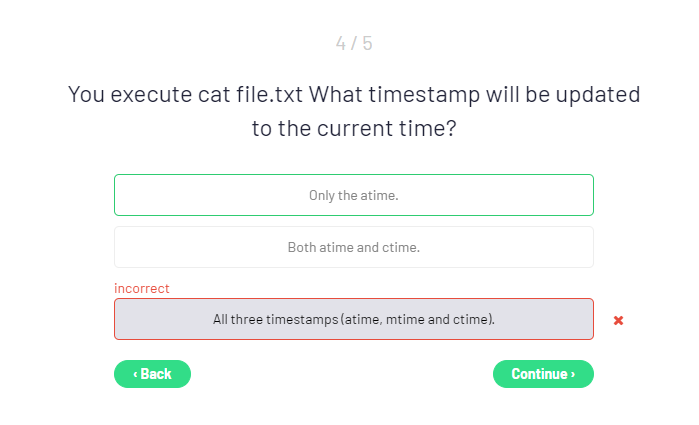 4 / 5
You execute cat file.txt What timestamp will be updated
to the current time?
Only the atime.
Both atime and ctime.
incorrect
All three timestamps (atime, mtime and ctime).
✖
‹ Back
Continue ›